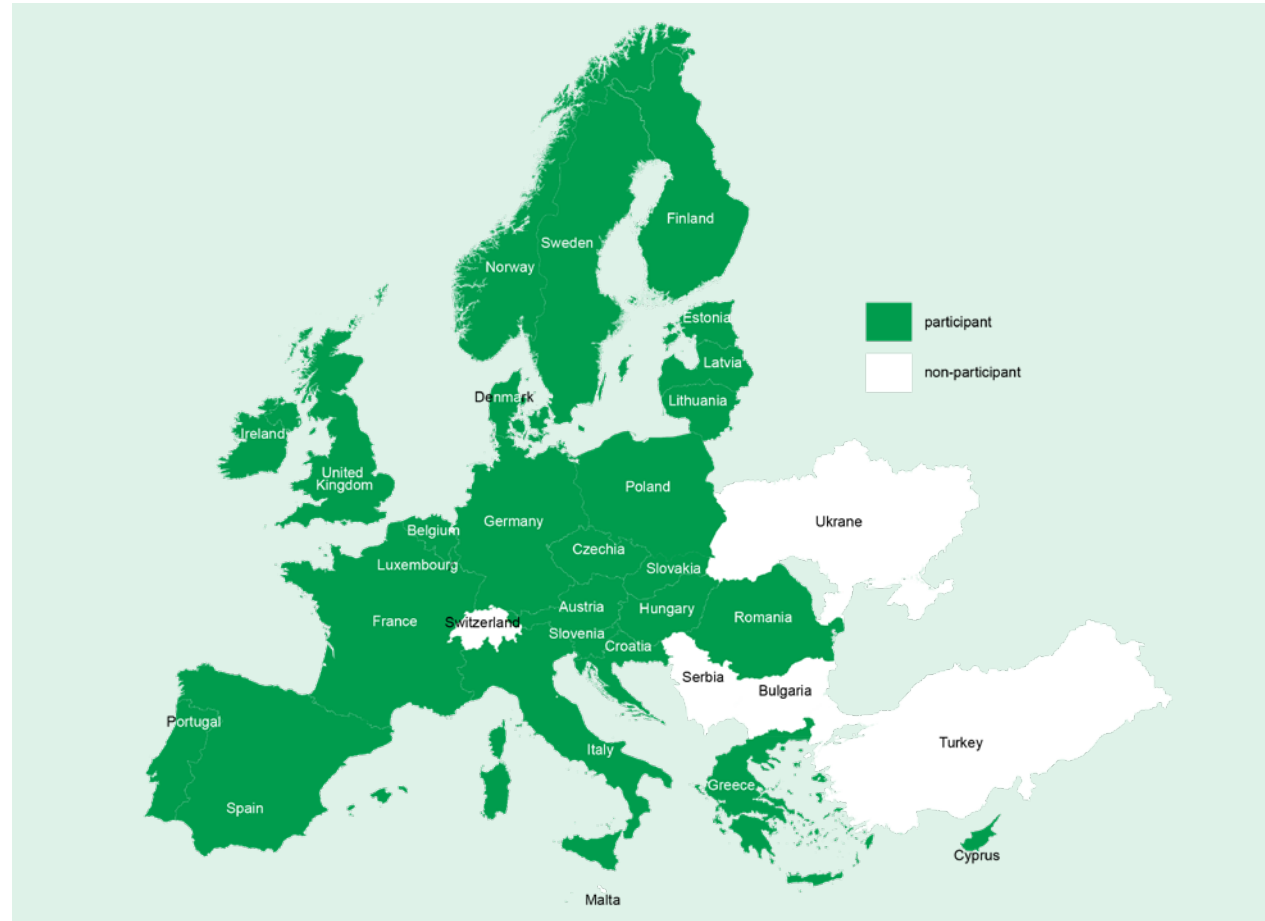 Finland
Sweden
Norway
Estonia
participant
Latvia
non-participant
Denmark
Lithuania
Ireland
United
Kingdom
Poland
Germany
Ukrane
Belgium
Czechia
Luxembourg
Slovakia
Austria
Hungary
France
Switzerland
Romania
Slovenia
Croatia
Serbia
Bulgaria
Portugal
Turkey
Italy
Greece
Spain
Cyprus
Malta